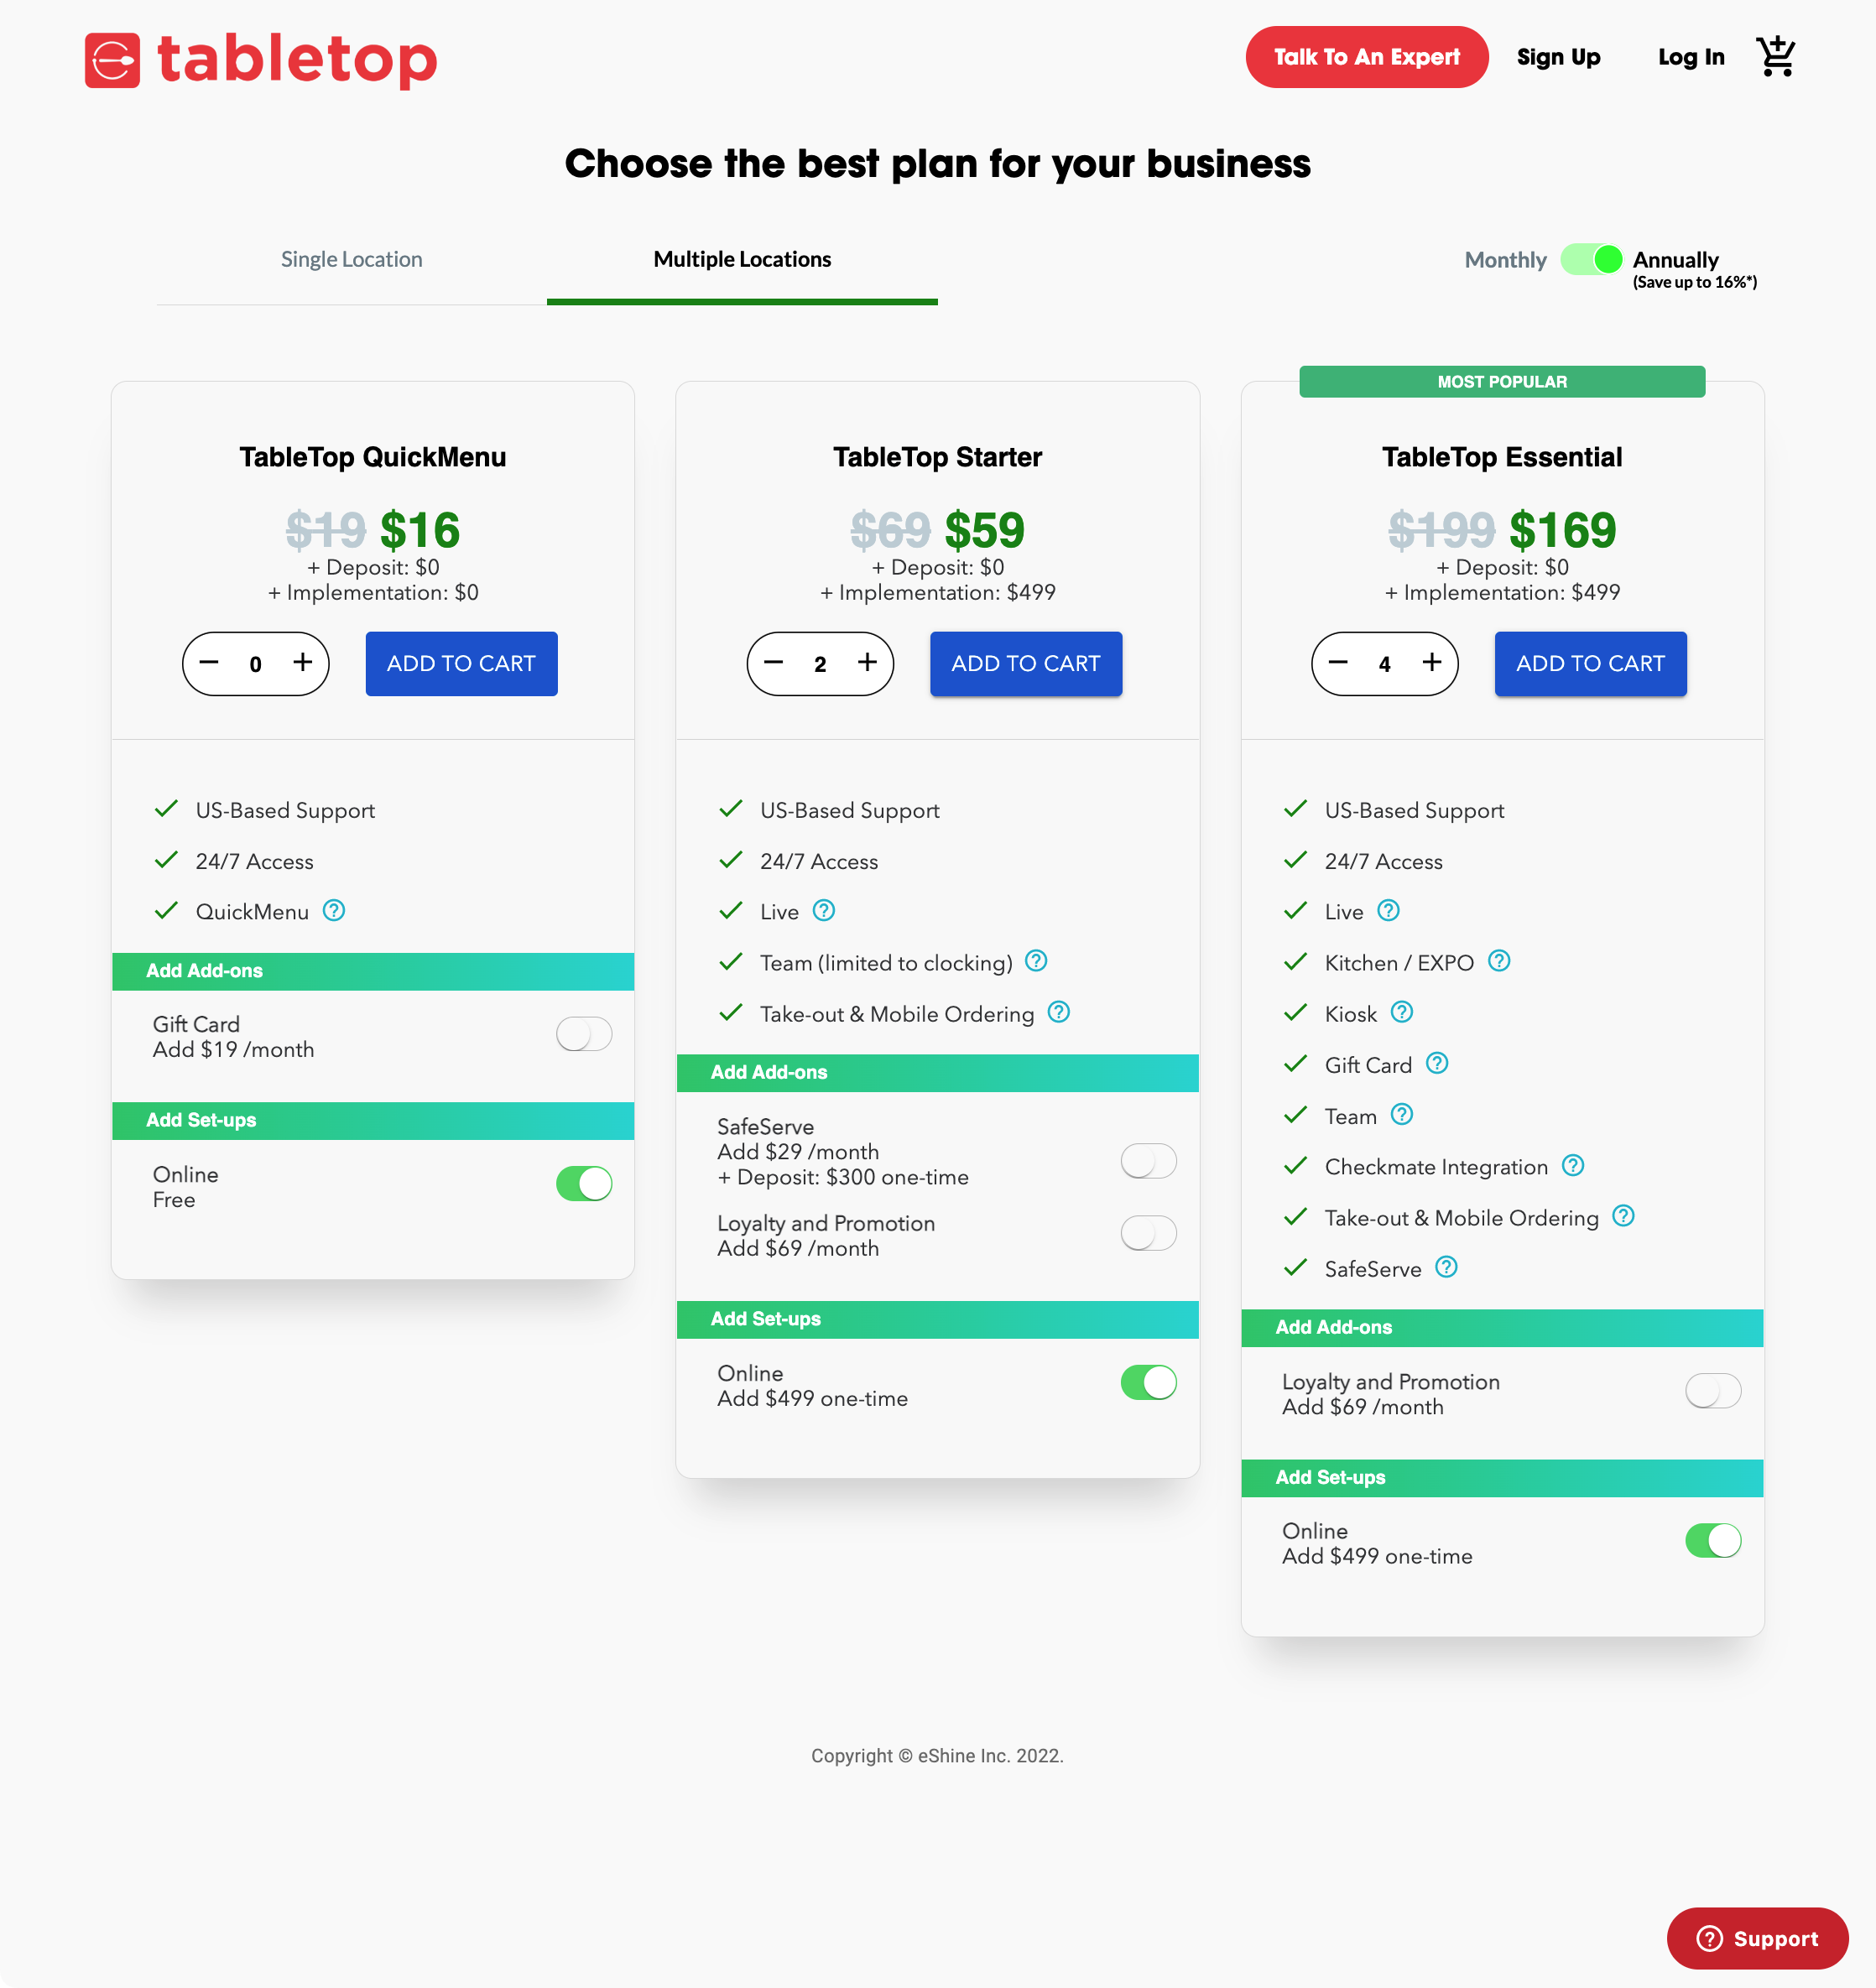 tabletop
Talk To An Expert
Sign Up
Log In
Choose the best plan for your business
Single Location
Multiple Locations
Monthly
Annually
(Save up to 16%*)
TableTop QuickMenu
$19 $16
+ Deposit: $0
+ Implementation: $0
− 0 +
ADD TO CART
US-Based Support
24/7 Access
QuickMenu ?
Add Add-ons
Gift Card
Add $19 /month
Add Set-ups
Online
Free
TableTop Starter
$69 $59
+ Deposit: $0
+ Implementation: $499
− 2 +
ADD TO CART
US-Based Support
24/7 Access
Live ?
Team (limited to clocking) ?
Take-out & Mobile Ordering ?
Add Add-ons
SafeServe
Add $29 /month
+ Deposit: $300 one-time
Loyalty and Promotion
Add $69 /month
Add Set-ups
Online
Add $499 one-time
MOST POPULAR
TableTop Essential
$199 $169
+ Deposit: $0
+ Implementation: $499
− 4 +
ADD TO CART
US-Based Support
24/7 Access
Live ?
Kitchen / EXPO ?
Kiosk ?
Gift Card ?
Team ?
Checkmate Integration ?
Take-out & Mobile Ordering ?
SafeServe ?
Add Add-ons
Loyalty and Promotion
Add $69 /month
Add Set-ups
Online
Add $499 one-time
Copyright © eShine Inc. 2022.
? Support